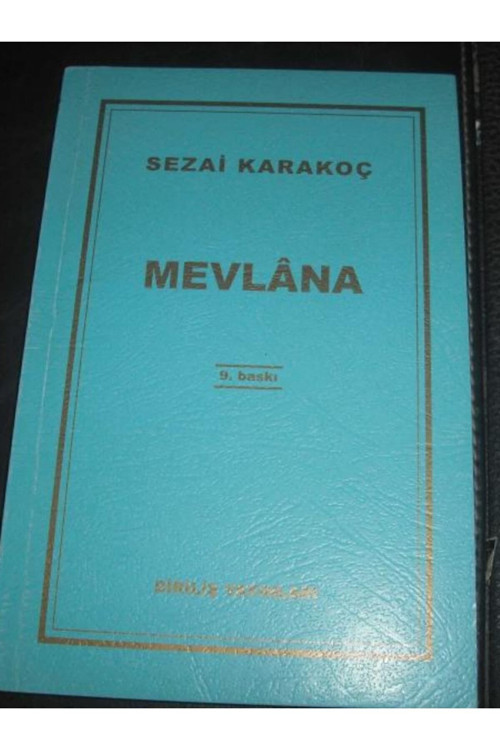 SEZAİ KARAKOÇ
MEVLÂNA
9. baskı
DİRİLİŞ YAYINLARI